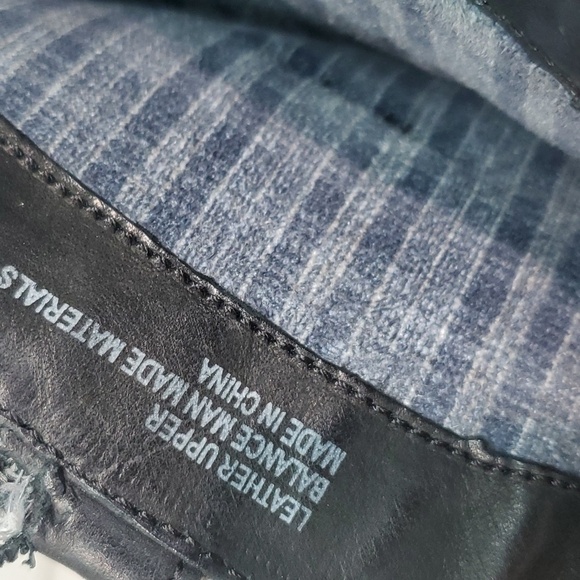 LEATHER UPPER
BALANCE MAN MADE MATERIALS
MADE IN CHINA